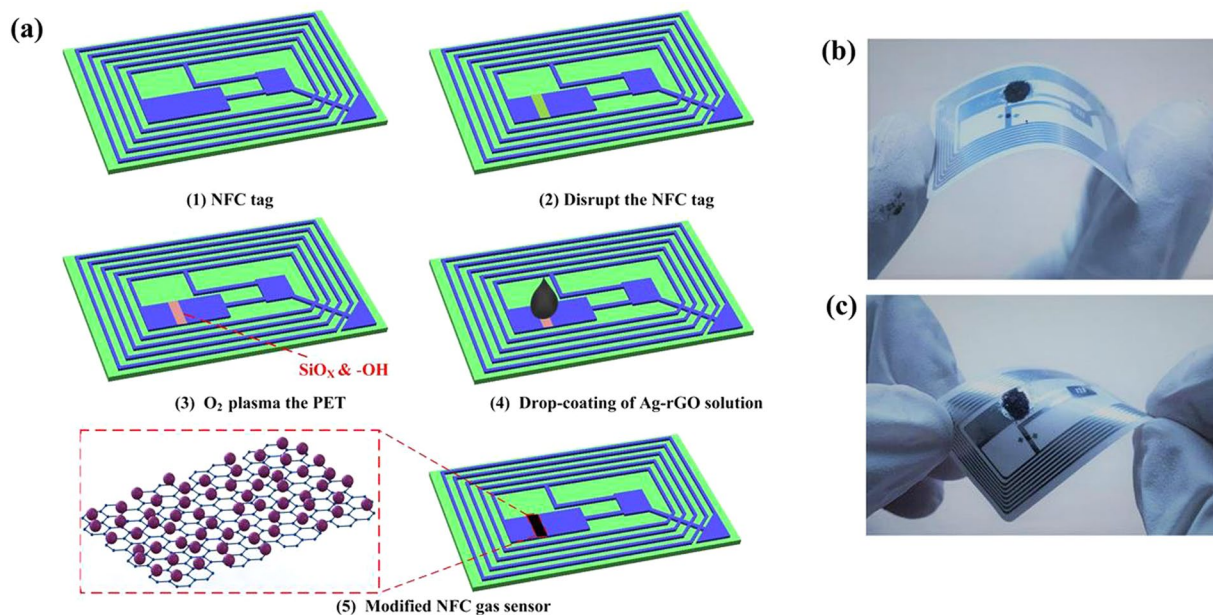 (a)
(1) NFC tag
(2) Disrupt the NFC tag
SiOX & -OH
(3) O2 plasma the PET
(4) Drop-coating of Ag-rGO solution
(5) Modified NFC gas sensor
(b)
(c)